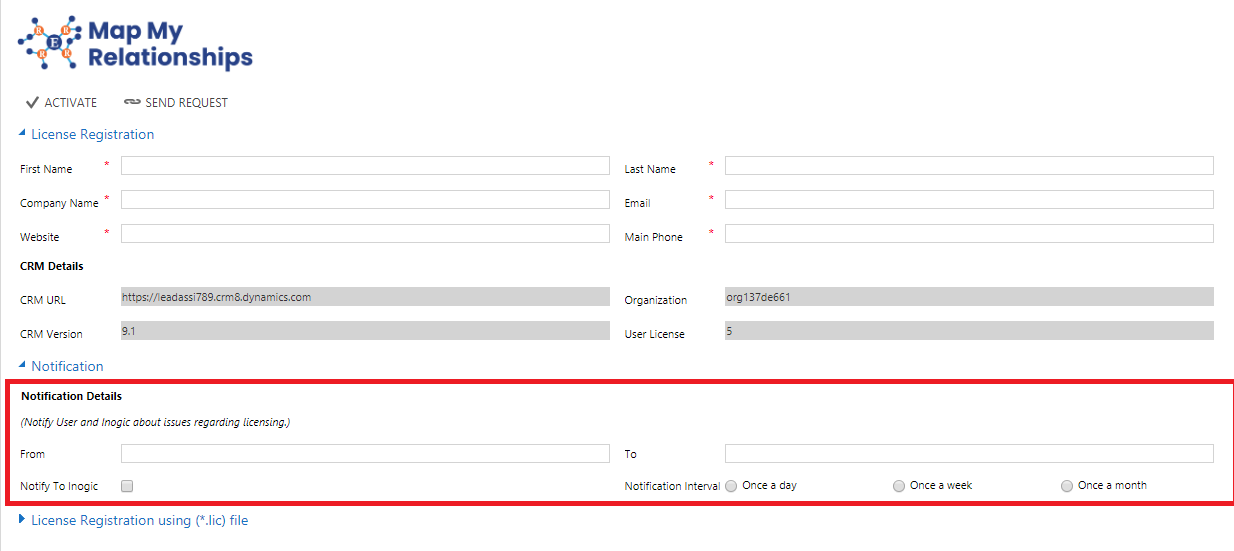 Map My
Relationships
ACTIVATE SEND REQUEST
License Registration
First Name * Last Name *
Company Name * Email *
Website * Main Phone *
CRM Details
CRM URL https://leadassi789.crm8.dynamics.com Organization org137de661
CRM Version 9.1 User License 5
Notification
Notification Details
(Notify User and Inogic about issues regarding licensing.)
From To
Notify To Inogic Notification Interval Once a day Once a week Once a month
License Registration using (*.lic) file